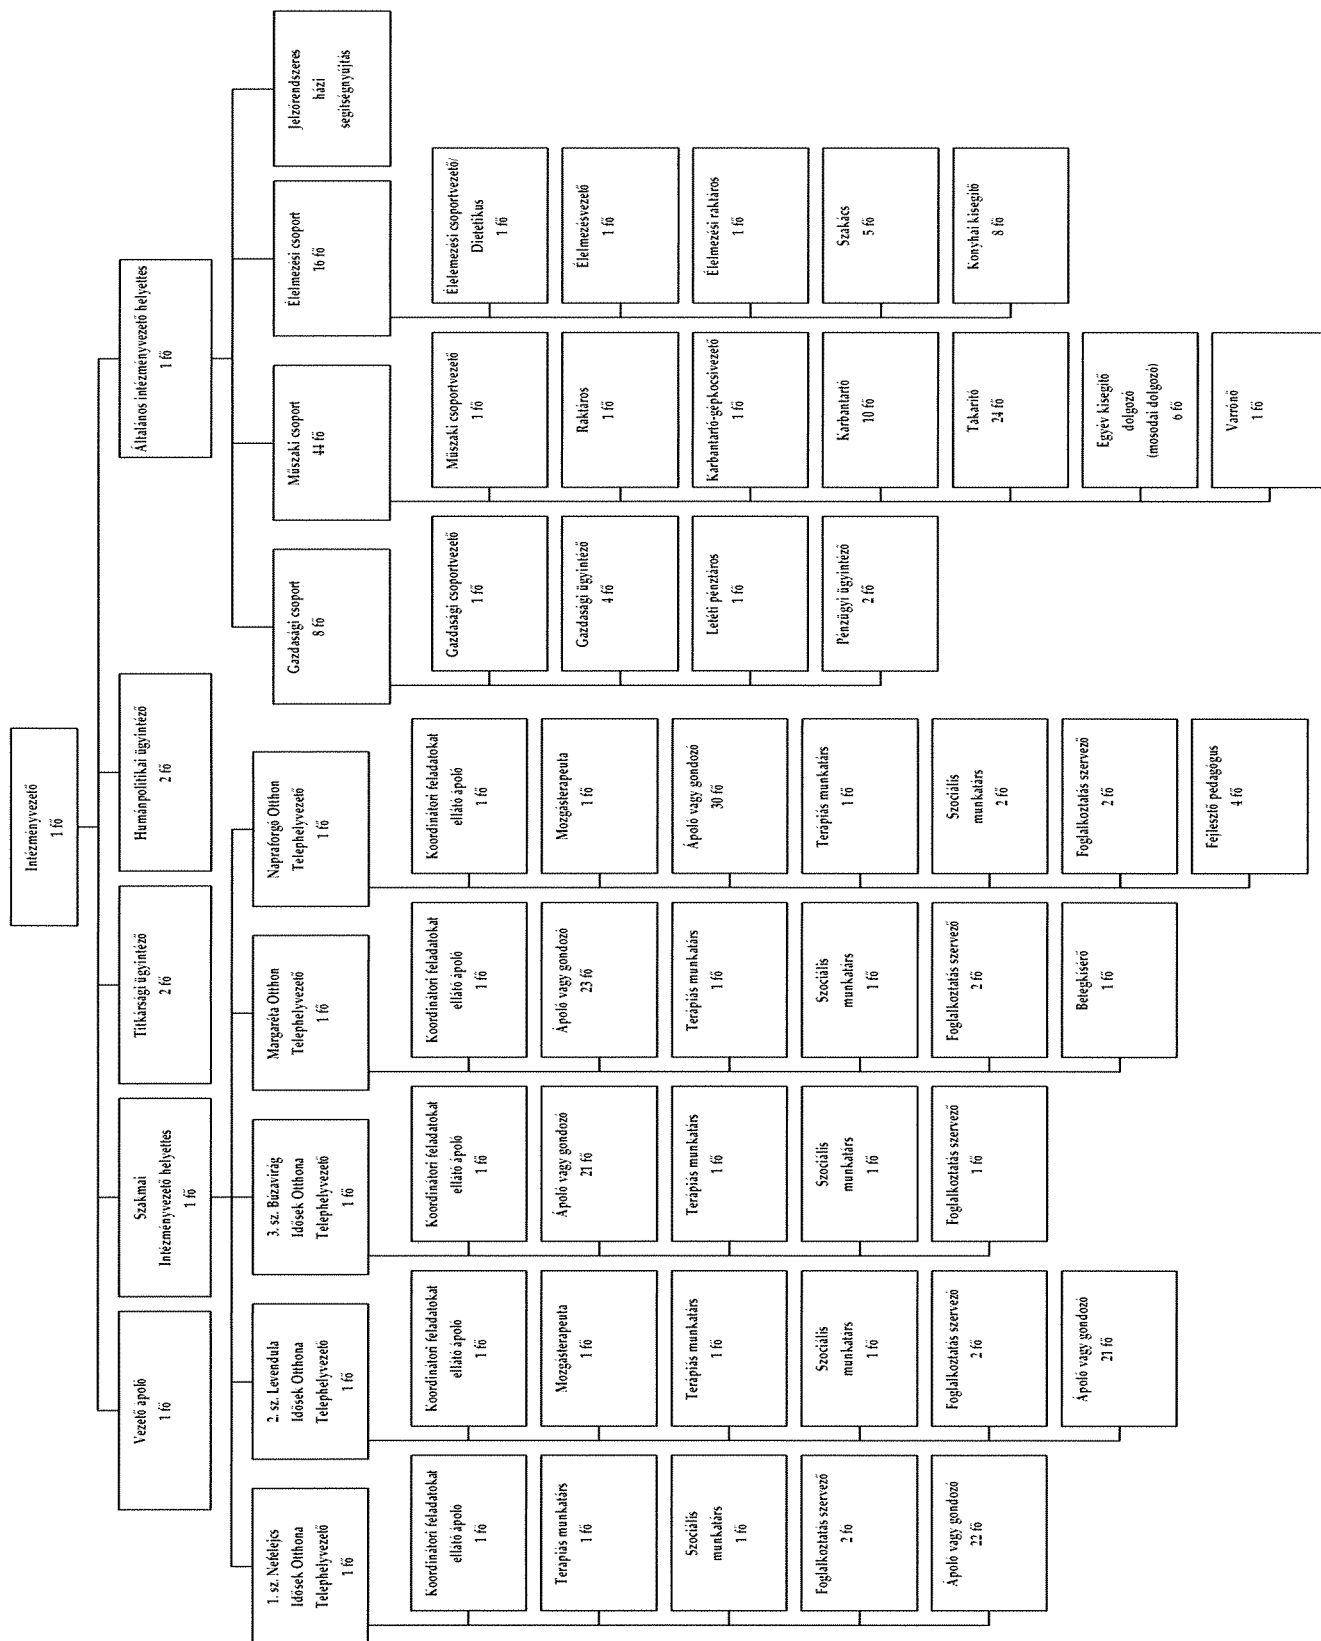 Intézményvezető
1 fő
Vezető ápoló
1 fő
Szakmai
Intézményvezető helyettes
1 fő
Titkársági ügyintéző
2 fő
Humánpolitikai ügyintéző
2 fő
Általános intézményvezető helyettes
1 fő
1. sz. Nefelejcs
Idősek Otthona
Telephelyvezető
1 fő
2. sz. Levendula
Idősek Otthona
Telephelyvezető
1 fő
3. sz. Búzavirág
Idősek Otthona
Telephelyvezető
1 fő
Margaréta Otthon
Telephelyvezető
1 fő
Napraforgó Otthon
Telephelyvezető
1 fő
Gazdasági csoport
8 fő
Műszaki csoport
44 fő
Élelmezési csoport
16 fő
Jelzőrendszeres
házi
segítségnyújtás
Koordinátori feladatokat
ellátó ápoló
1 fő
Terápiás munkatárs
1 fő
Szociális
munkatárs
1 fő
Foglalkoztatás szervező
2 fő
Ápoló vagy gondozó
22 fő
Koordinátori feladatokat
ellátó ápoló
1 fő
Mozgásterapeuta
1 fő
Terápiás munkatárs
1 fő
Szociális
munkatárs
1 fő
Foglalkoztatás szervező
2 fő
Ápoló vagy gondozó
21 fő
Koordinátori feladatokat
ellátó ápoló
1 fő
Ápoló vagy gondozó
21 fő
Terápiás munkatárs
1 fő
Szociális
munkatárs
1 fő
Foglalkoztatás szervező
1 fő
Koordinátori feladatokat
ellátó ápoló
1 fő
Ápoló vagy gondozó
23 fő
Terápiás munkatárs
1 fő
Szociális
munkatárs
1 fő
Foglalkoztatás szervező
2 fő
Betegkísérő
1 fő
Koordinátori feladatokat
ellátó ápoló
1 fő
Mozgásterapeuta
1 fő
Ápoló vagy gondozó
30 fő
Terápiás munkatárs
1 fő
Szociális
munkatárs
2 fő
Foglalkoztatás szervező
2 fő
Fejlesztő pedagógus
4 fő
Gazdasági csoportvezető
1 fő
Gazdasági ügyintéző
4 fő
Letéti pénztáros
1 fő
Pénzügyi ügyintéző
2 fő
Műszaki csoportvezető
1 fő
Raktáros
1 fő
Karbantartó-gépkocsivezető
1 fő
Karbantartó
10 fő
Takarító
24 fő
Egyév kisegítő
dolgozó
(mosodai dolgozó)
6 fő
Varrónő
1 fő
Élelemezési csoportvezető/
Dietetikus
1 fő
Élelmezésvezető
1 fő
Élelmezési raktáros
1 fő
Szakács
5 fő
Konyhai kisegítő
8 fő